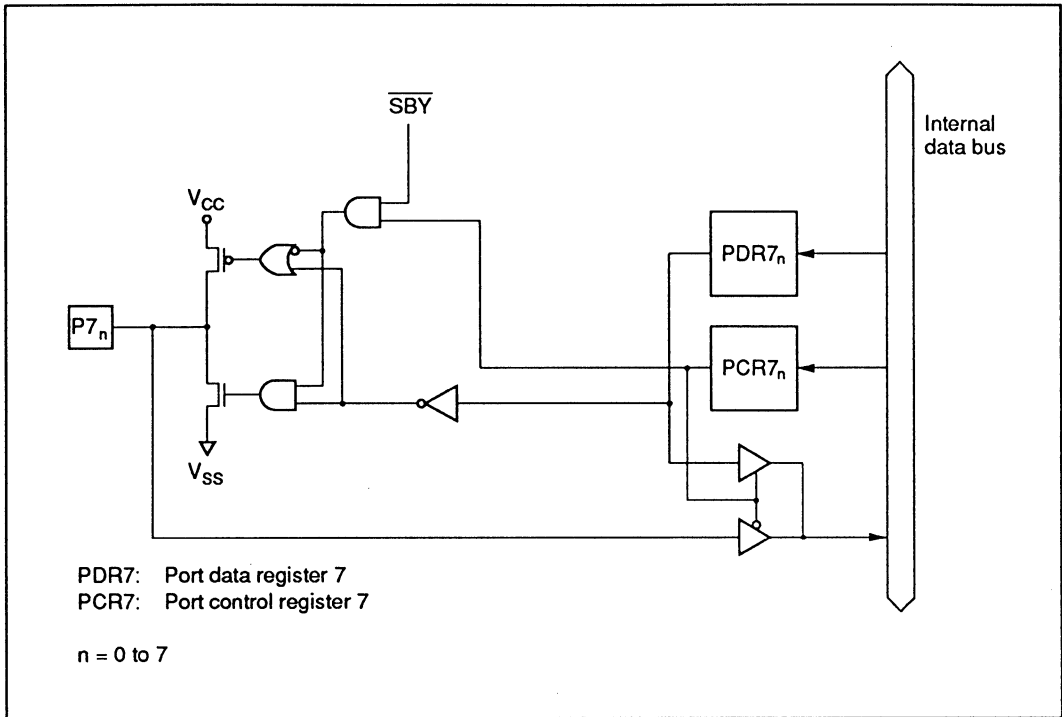 S̅B̅Y̅
Internal
data bus
VCC
PDR7n
P7n
PCR7n
VSS
PDR7: Port data register 7
PCR7: Port control register 7
n = 0 to 7